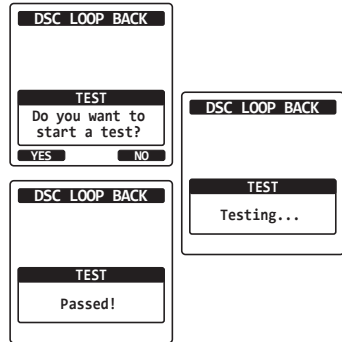 DSC LOOP BACK
TEST
Do you want to
start a test?
YES NO
DSC LOOP BACK
TEST
Testing...
DSC LOOP BACK
TEST
Passed!